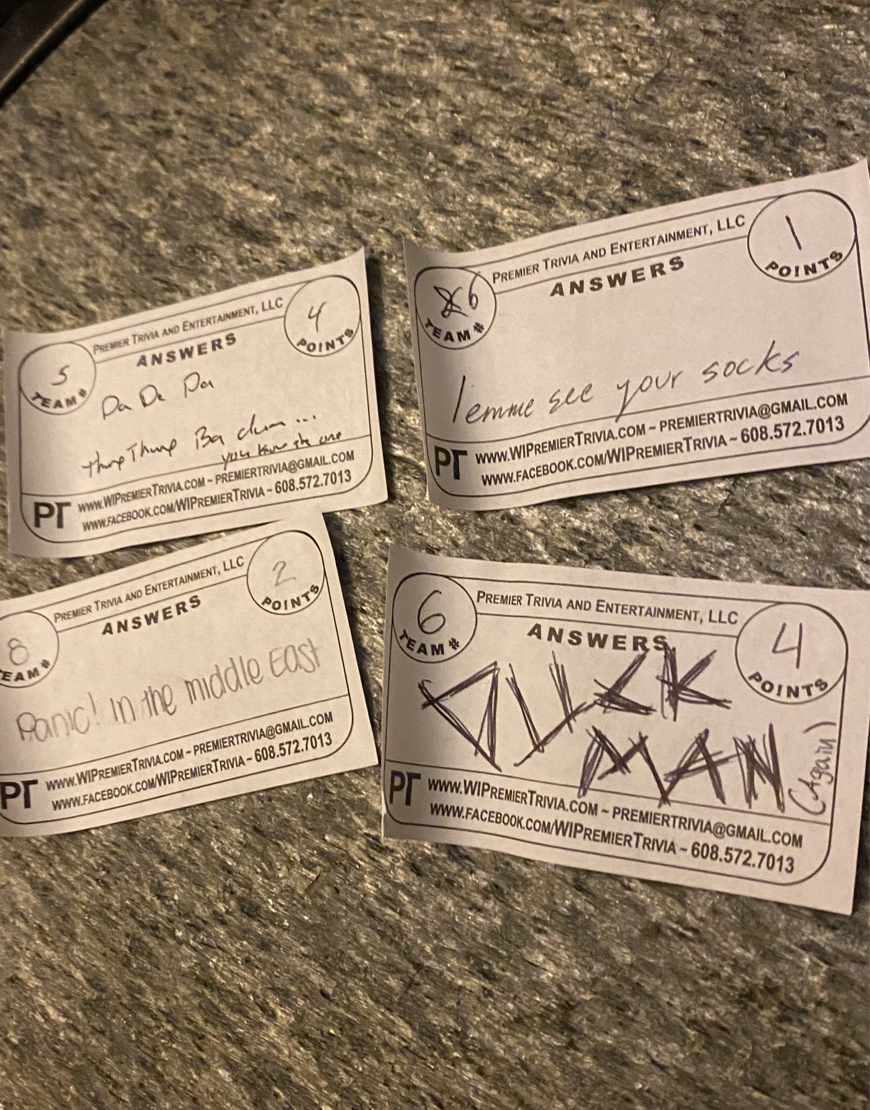 PREMIER TRIVIA AND ENTERTAINMENT, LLC
ANSWERS
5
TEAM #
4
POINTS
Da De Da
Thump Thump Ba dum...
you know the one
PT
WWW.WIPREMIERTRIVIA.COM ~ PREMIERTRIVIA@GMAIL.COM
WWW.FACEBOOK.COM/WIPREMIERTRIVIA ~ 608.572.7013
PREMIER TRIVIA AND ENTERTAINMENT, LLC
ANSWERS
6
TEAM #
1
POINTS
lemme see your socks
PT
WWW.WIPREMIERTRIVIA.COM ~ PREMIERTRIVIA@GMAIL.COM
WWW.FACEBOOK.COM/WIPREMIERTRIVIA ~ 608.572.7013
PREMIER TRIVIA AND ENTERTAINMENT, LLC
ANSWERS
8
TEAM #
2
POINTS
Panic! in the middle East
PT
WWW.WIPREMIERTRIVIA.COM ~ PREMIERTRIVIA@GMAIL.COM
WWW.FACEBOOK.COM/WIPREMIERTRIVIA ~ 608.572.7013
PREMIER TRIVIA AND ENTERTAINMENT, LLC
ANSWERS
6
TEAM #
4
POINTS
DUCK
MAN
(Again)
PT
WWW.WIPREMIERTRIVIA.COM ~ PREMIERTRIVIA@GMAIL.COM
WWW.FACEBOOK.COM/WIPREMIERTRIVIA ~ 608.572.7013